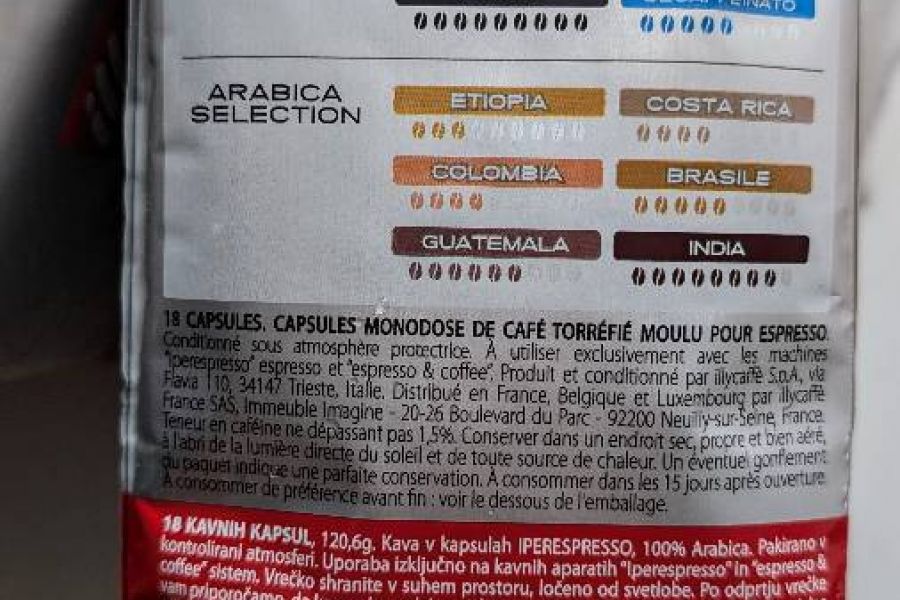 DECAFFEINATO
ARABICA
SELECTION
ETIOPIA
COSTA RICA
COLOMBIA
BRASILE
GUATEMALA
INDIA
18 CAPSULES. CAPSULES MONODOSE DE CAFÉ TORRÉFIÉ MOULU POUR ESPRESSO.
Conditionné sous atmosphère protectrice. À utiliser exclusivement avec les machines
"Iperespresso" espresso et "espresso & coffee". Produit et conditionné par illycaffè S.p.A., via
Flavia 110, 34147 Trieste, Italie. Distribué en France, Belgique et Luxembourg par illycaffè
France SAS, Immeuble Imagine - 20-26 Boulevard du Parc - 92200 Neuilly-sur-Seine, France.
Teneur en caféine ne dépassant pas 1,5%. Conserver dans un endroit sec, propre et bien aéré,
à l'abri de la lumière directe du soleil et de toute source de chaleur. Un éventuel gonflement
du paquet indique une parfaite conservation. À consommer dans les 15 jours après ouverture.
À consommer de préférence avant fin : voir le dessous de l'emballage.
18 KAVNIH KAPSUL, 120,6g. Kava v kapsulah IPERESPRESSO, 100% Arabica. Pakirano v
kontrolirani atmosferi. Uporaba izključno na kavnih aparatih "Iperespresso" in "espresso &
coffee" sistem. Vrečko shranite v suhem prostoru, ločeno od svetlobe. Po odprtju vrečke
vam priporočamo, da